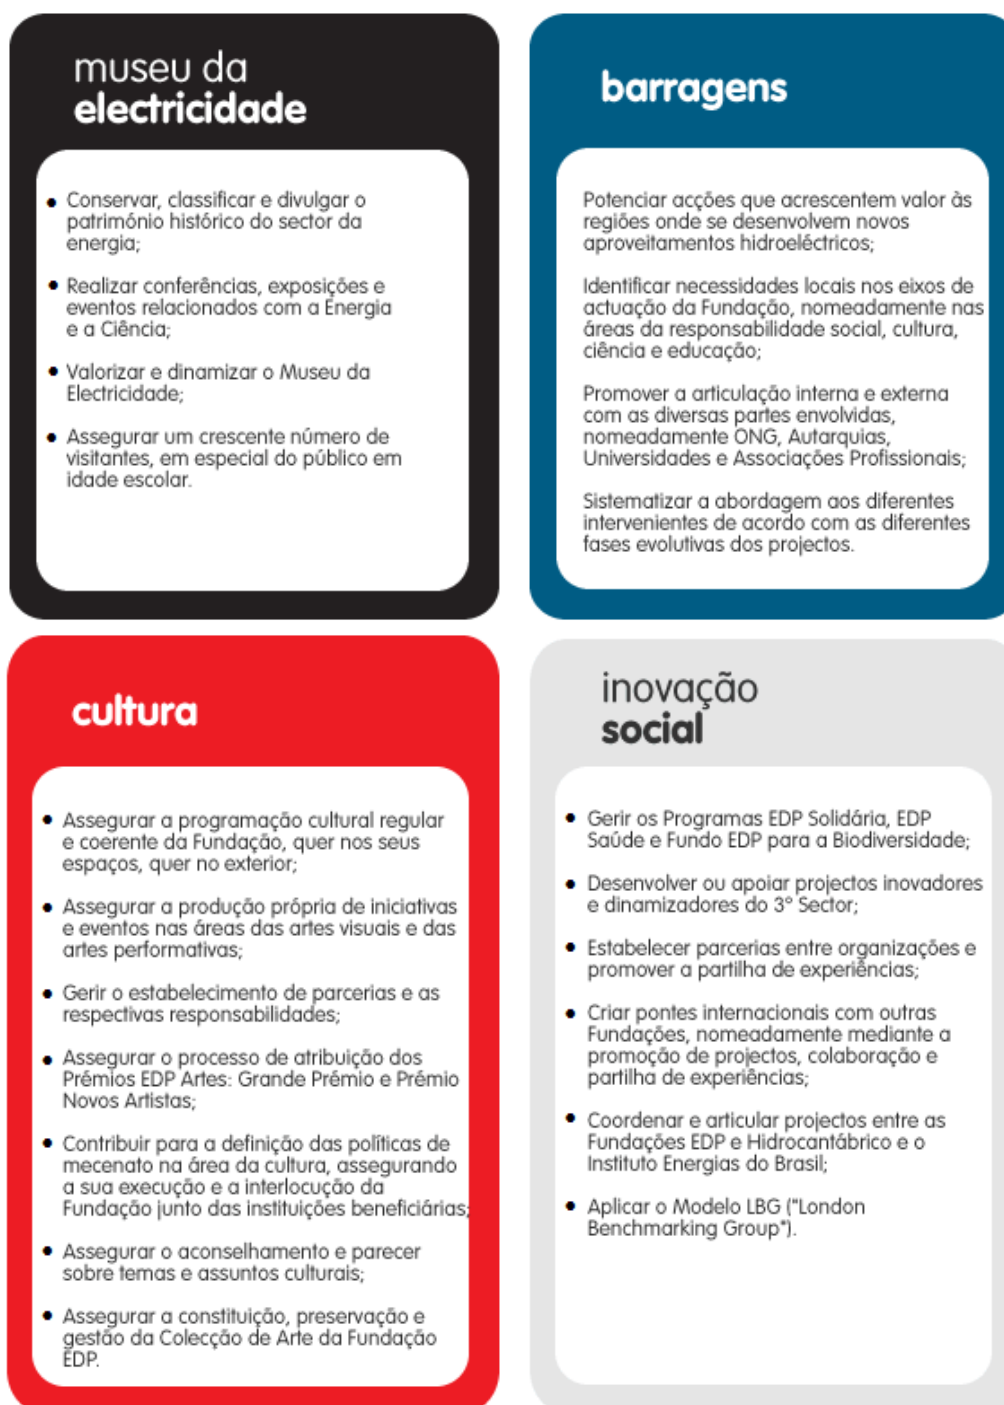 museu da
electricidade
• Conservar, classificar e divulgar o
património histórico do sector da
energia;
• Realizar conferências, exposições e
eventos relacionados com a Energia
e a Ciência;
• Valorizar e dinamizar o Museu da
Electricidade;
• Assegurar um crescente número de
visitantes, em especial do público em
idade escolar.
barragens
Potenciar acções que acrescentem valor às
regiões onde se desenvolvem novos
aproveitamentos hidroeléctricos;
Identificar necessidades locais nos eixos de
actuação da Fundação, nomeadamente nas
áreas da responsabilidade social, cultura,
ciência e educação;
Promover a articulação interna e externa
com as diversas partes envolvidas,
nomeadamente ONG, Autarquias,
Universidades e Associações Profissionais;
Sistematizar a abordagem aos diferentes
intervenientes de acordo com as diferentes
fases evolutivas dos projectos.
cultura
• Assegurar a programação cultural regular
e coerente da Fundação, quer nos seus
espaços, quer no exterior;
• Assegurar a produção própria de iniciativas
e eventos nas áreas das artes visuais e das
artes performativas;
• Gerir o estabelecimento de parcerias e as
respectivas responsabilidades;
• Assegurar o processo de atribuição dos
Prémios EDP Artes: Grande Prémio e Prémio
Novos Artistas;
• Contribuir para a definição das políticas de
mecenato na área da cultura, assegurando
a sua execução e a interlocução da
Fundação junto das instituições beneficiárias;
• Assegurar o aconselhamento e parecer
sobre temas e assuntos culturais;
• Assegurar a constituição, preservação e
gestão da Colecção de Arte da Fundação
EDP.
inovação
social
• Gerir os Programas EDP Solidária, EDP
Saúde e Fundo EDP para a Biodiversidade;
• Desenvolver ou apoiar projectos inovadores
e dinamizadores do 3º Sector;
• Estabelecer parcerias entre organizações e
promover a partilha de experiências;
• Criar pontes internacionais com outras
Fundações, nomeadamente mediante a
promoção de projectos, colaboração e
partilha de experiências;
• Coordenar e articular projectos entre as
Fundações EDP e Hidrocantábrico e o
Instituto Energias do Brasil;
• Aplicar o Modelo LBG ("London
Benchmarking Group").